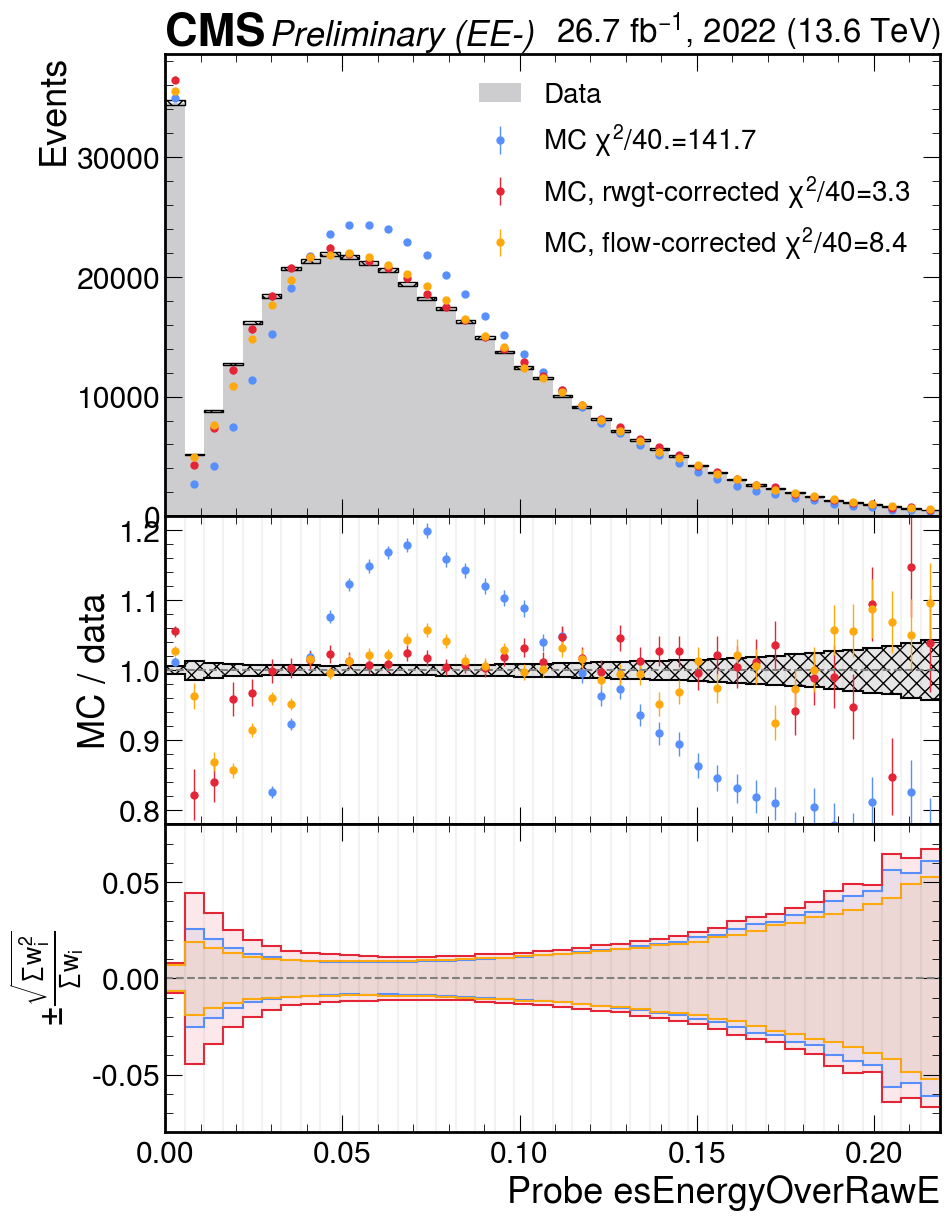 CMS Preliminary (EE-) 26.7 fb⁻¹, 2022 (13.6 TeV)
Events
30000
20000
10000
0
Data
MC χ²/40.=141.7
MC, rwgt-corrected χ²/40=3.3
MC, flow-corrected χ²/40=8.4
MC / data
1.2
1.1
1.0
0.9
0.8
±√Σwᵢ²/Σwᵢ
0.05
0.00
-0.05
0.00 0.05 0.10 0.15 0.20
Probe esEnergyOverRawE